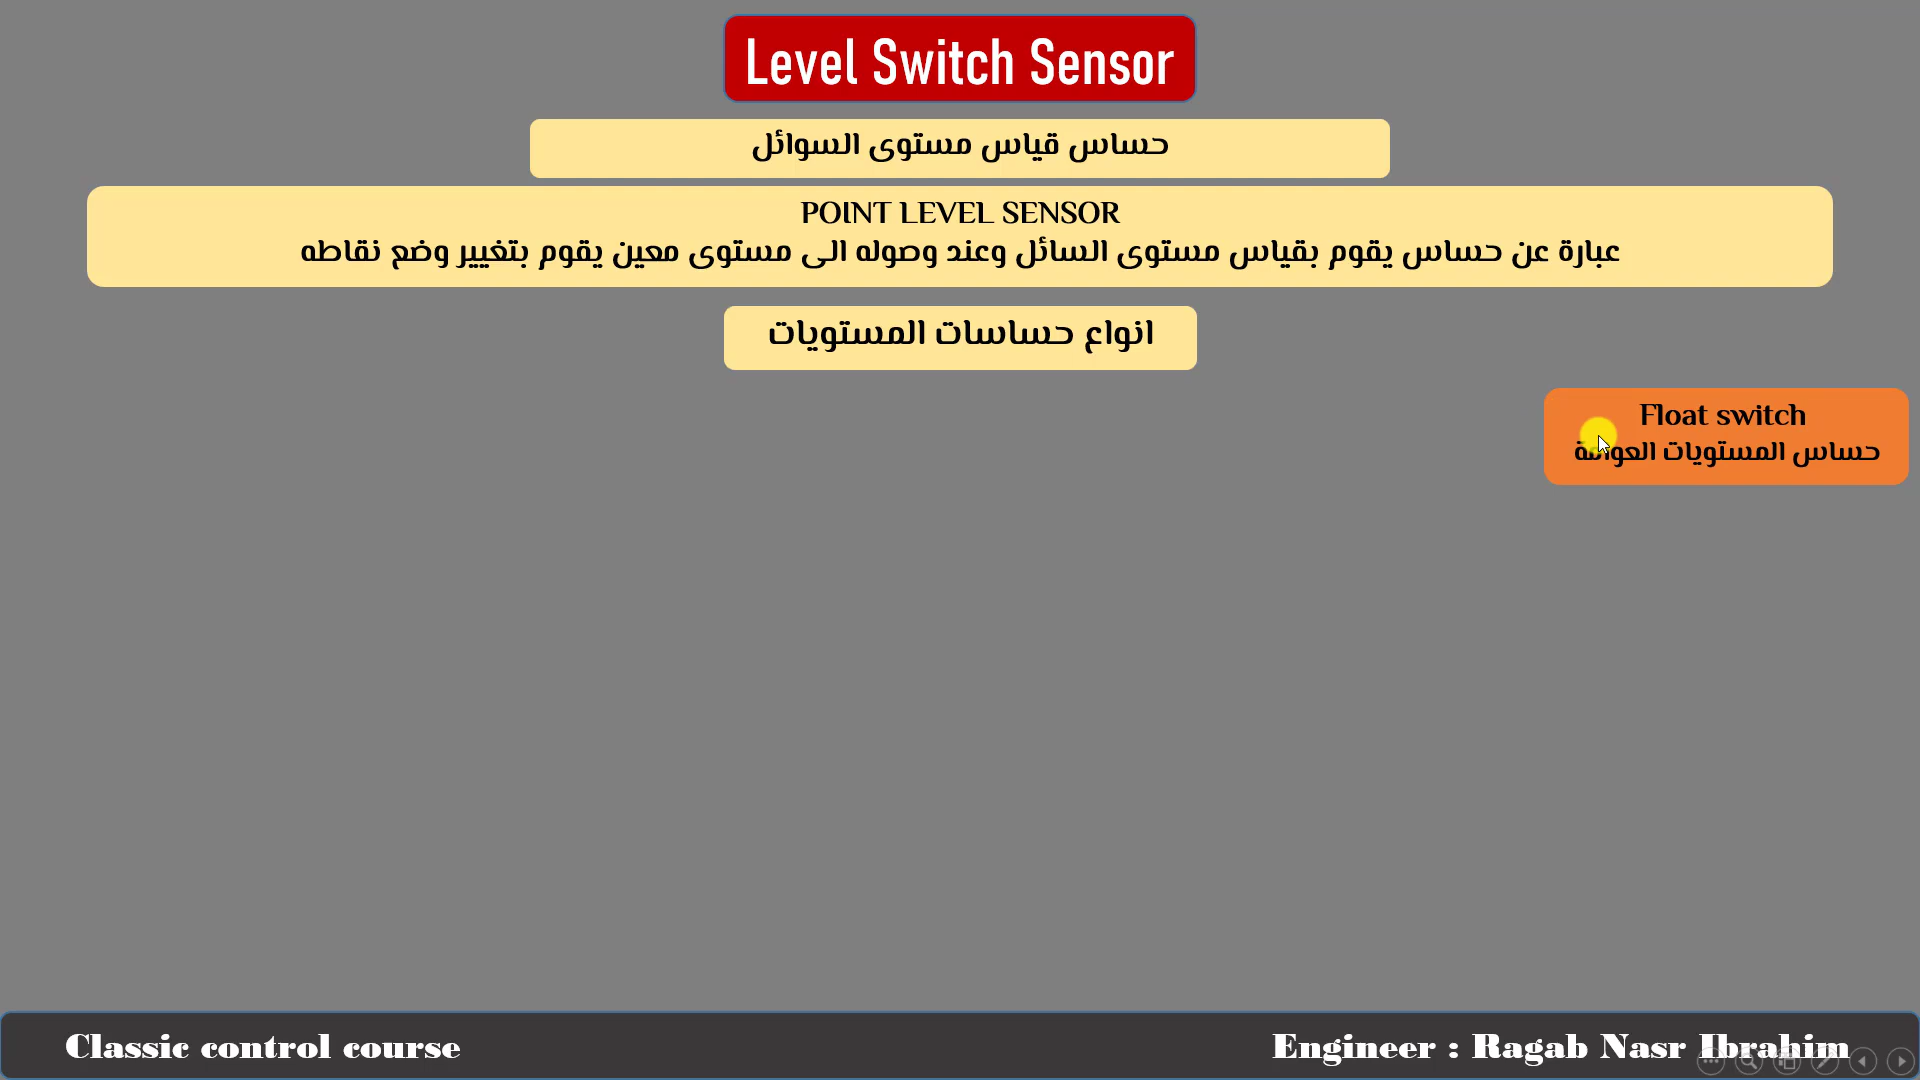 Level Switch Sensor
حساس قياس مستوى السوائل
POINT LEVEL SENSOR
عبارة عن حساس يقوم بقياس مستوى السائل وعند وصوله الى مستوى معين يقوم بتغيير وضع نقاطه
انواع حساسات المستويات
Float switch
حساس المستويات العوامة
Classic control course
Engineer : Ragab Nasr Ibrahim